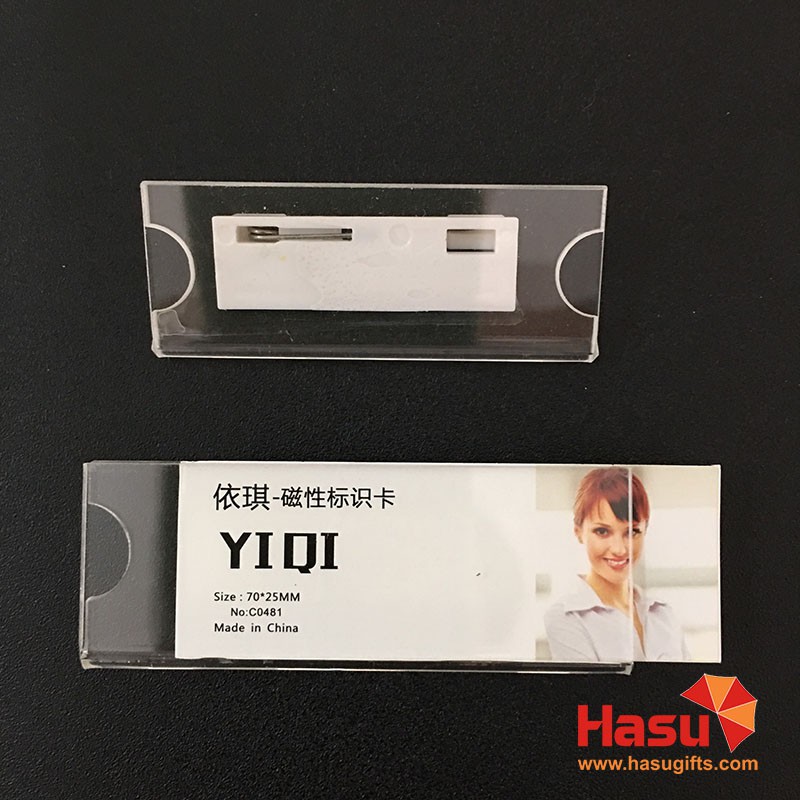 依琪-磁性标识卡
YIQI
Size : 70*25MM
No:C0481
Made in China
Hasu
www.hasugifts.com